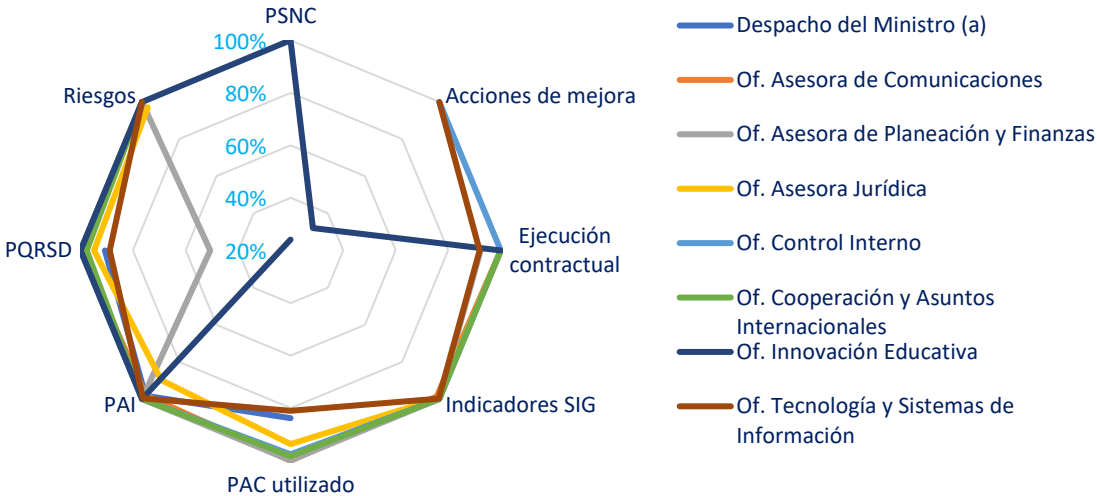 PSNC
100%
80%
60%
40%
20%
Acciones de mejora
Ejecución
contractual
Indicadores SIG
PAC utilizado
PAI
PQRSD
Riesgos
Despacho del Ministro (a)
Of. Asesora de Comunicaciones
Of. Asesora de Planeación y Finanzas
Of. Asesora Jurídica
Of. Control Interno
Of. Cooperación y Asuntos
Internacionales
Of. Innovación Educativa
Of. Tecnología y Sistemas de
Información